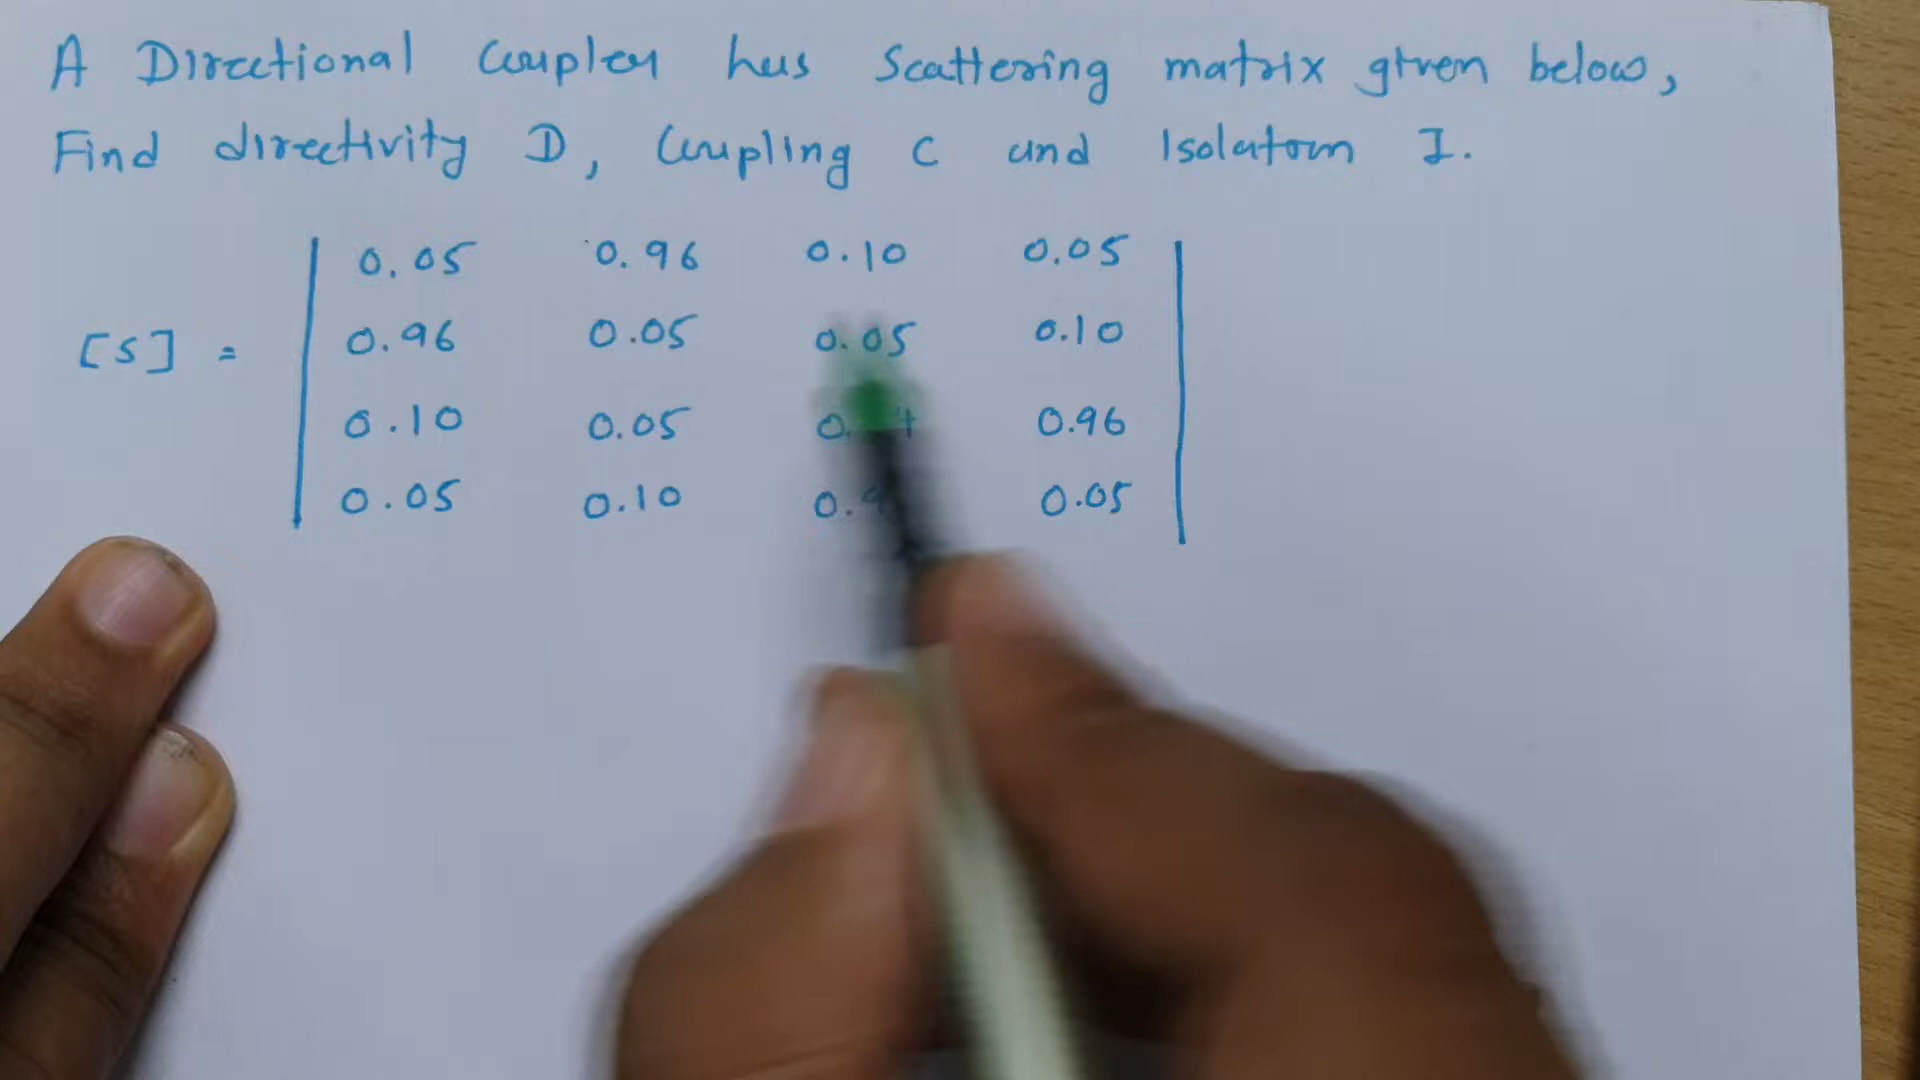 A Directional Coupler has Scattering matrix given below,
Find directivity D, Coupling C and Isolation I.
[S] =
0.05 0.96 0.10 0.05
0.96 0.05 0.05 0.10
0.10 0.05 0.96
0.05 0.10 0.05